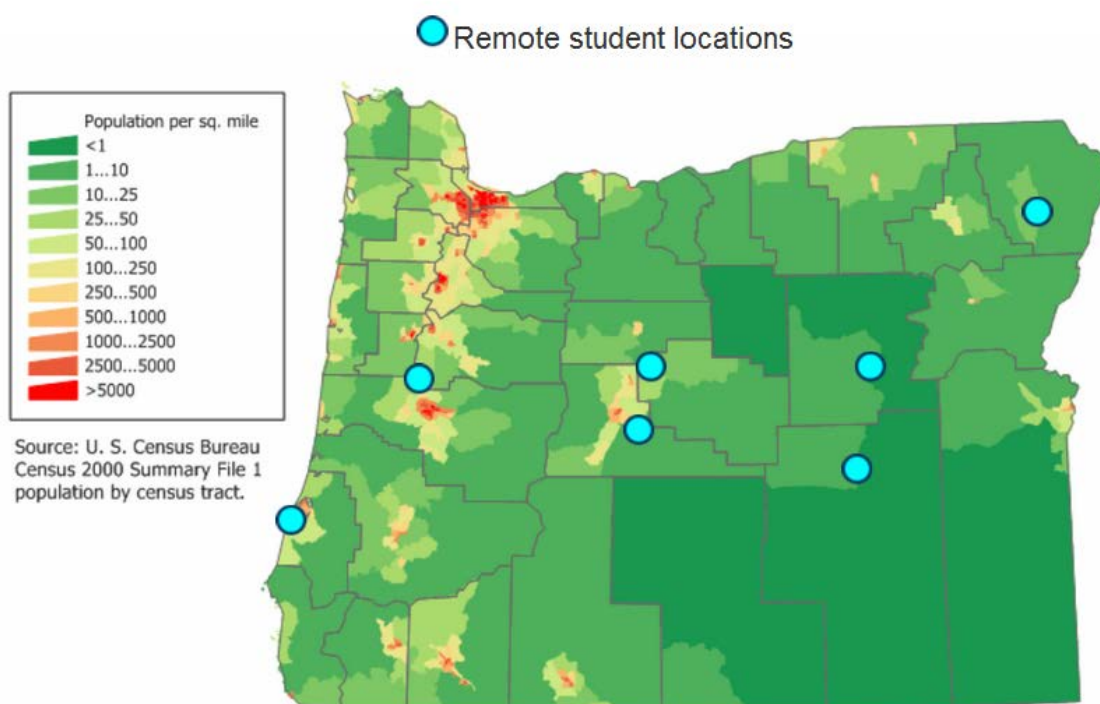 Remote student locations
Population per sq. mile
<1
1...10
10...25
25...50
50...100
100...250
250...500
500...1000
1000...2500
2500...5000
>5000
Source: U. S. Census Bureau
Census 2000 Summary File 1
population by census tract.